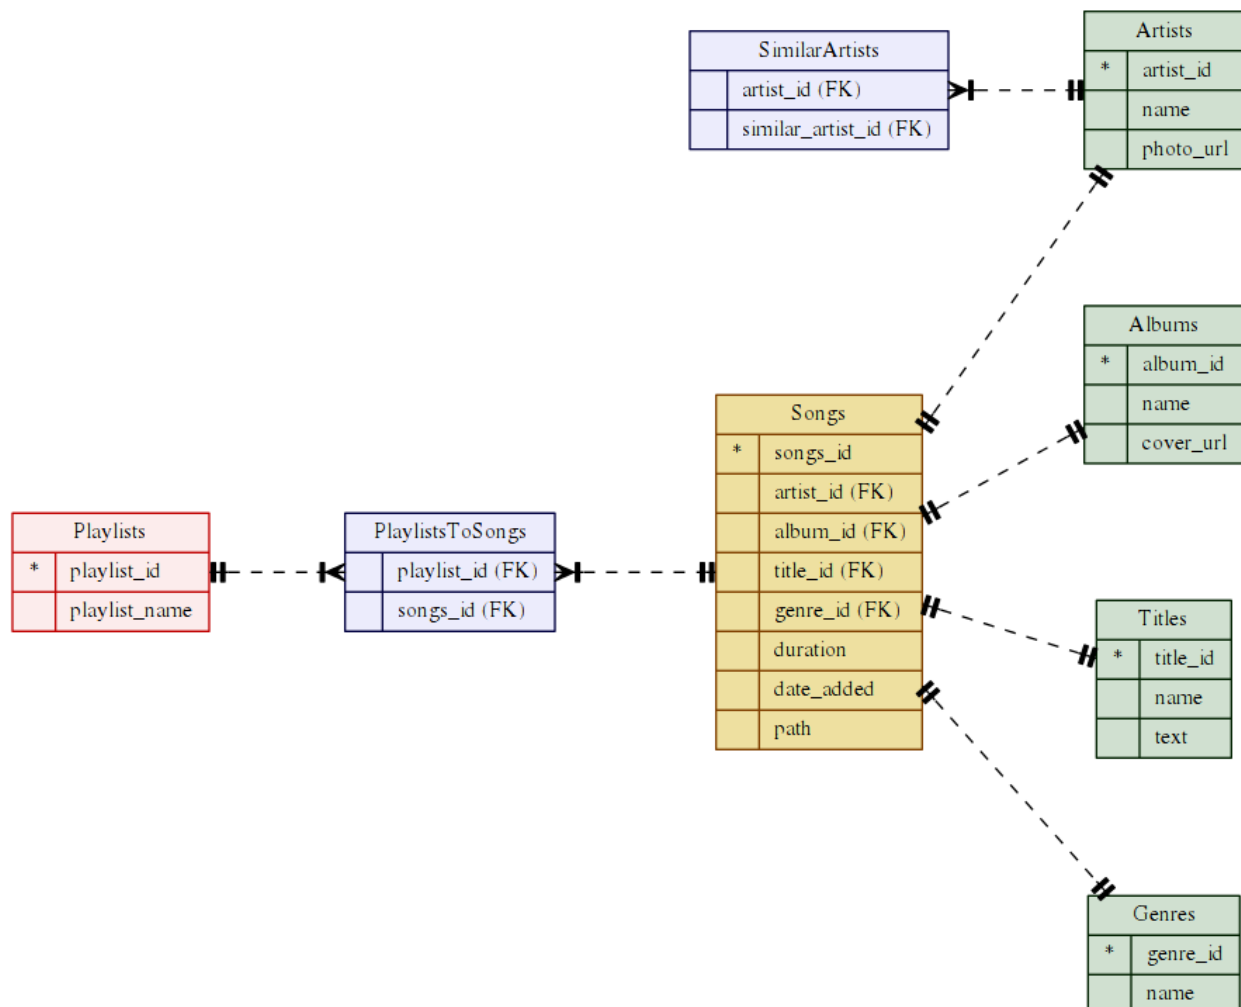 SimilarArtists
artist_id (FK)
similar_artist_id (FK)
Artists
* artist_id
name
photo_url
Albums
* album_id
name
cover_url
Songs
* songs_id
artist_id (FK)
album_id (FK)
title_id (FK)
genre_id (FK)
duration
date_added
path
Playlists
* playlist_id
playlist_name
PlaylistsToSongs
playlist_id (FK)
songs_id (FK)
Titles
* title_id
name
text
Genres
* genre_id
name